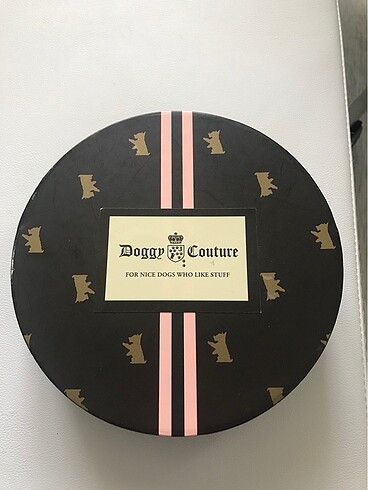 Doggy Couture
FOR NICE DOGS WHO LIKE STUFF